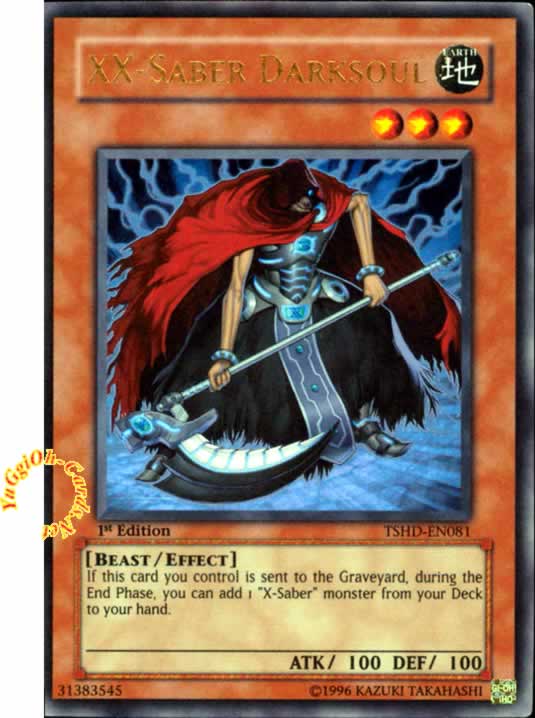 XX-SABER DARKSOUL
EARTH
地
1st Edition
TSHD-EN081
[BEAST/EFFECT]
If this card you control is sent to the Graveyard, during the
End Phase, you can add 1 "X-Saber" monster from your Deck
to your hand.
ATK/ 100 DEF/ 100
31383545
©1996 KAZUKI TAKAHASHI
YuGgiOh-Cards.Net